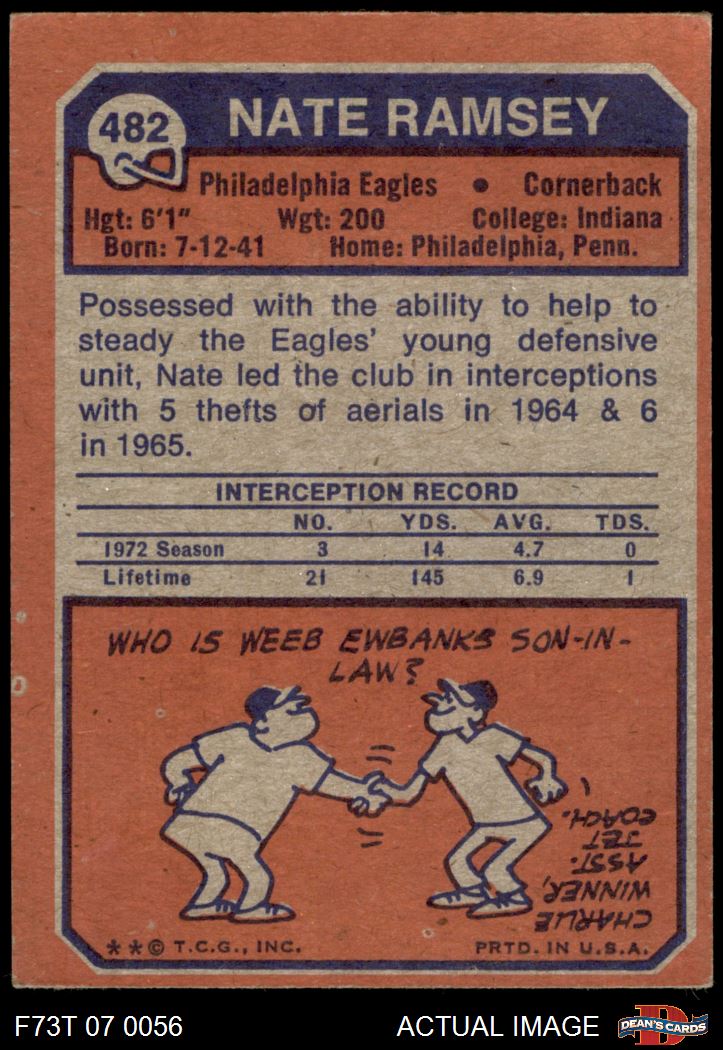 482
NATE RAMSEY
Philadelphia Eagles • Cornerback
Hgt: 6'1" Wgt: 200 College: Indiana
Born: 7-12-41 Home: Philadelphia, Penn.
Possessed with the ability to help to
steady the Eagles' young defensive
unit, Nate led the club in interceptions
with 5 thefts of aerials in 1964 & 6
in 1965.
INTERCEPTION RECORD
NO. YDS. AVG. TDS.
1972 Season 3 14 4.7 0
Lifetime 21 145 6.9 1
WHO IS WEEB EWBANKS SON-IN-
LAW?
CHARLIE
WINNER,
ASST.
JET
COACH.
** © T.C.G., INC. PRTD. IN U.S.A.
F73T 07 0056 ACTUAL IMAGE
D
DEAN'S CARDS